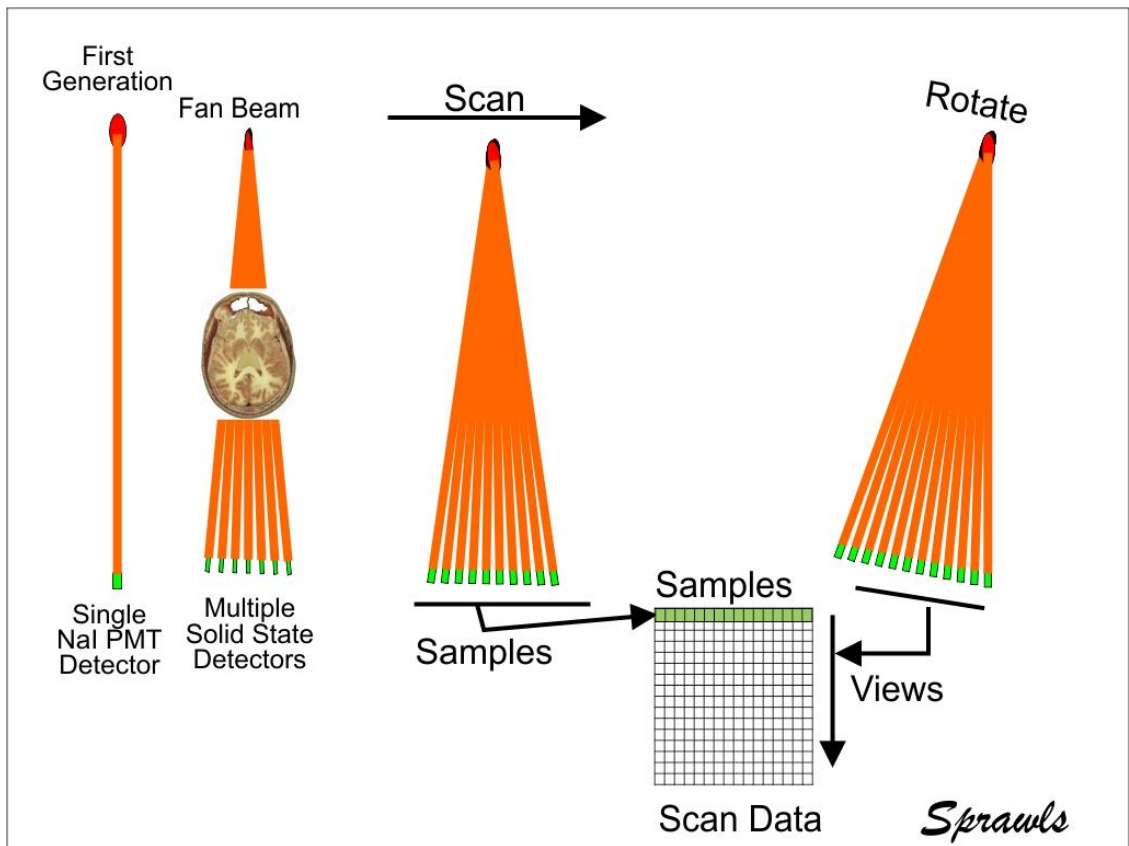 First
Generation
Fan Beam
Scan
Rotate
Single
NaI PMT
Detector
Multiple
Solid State
Detectors
Samples
Samples
Views
Scan Data
Sprawls